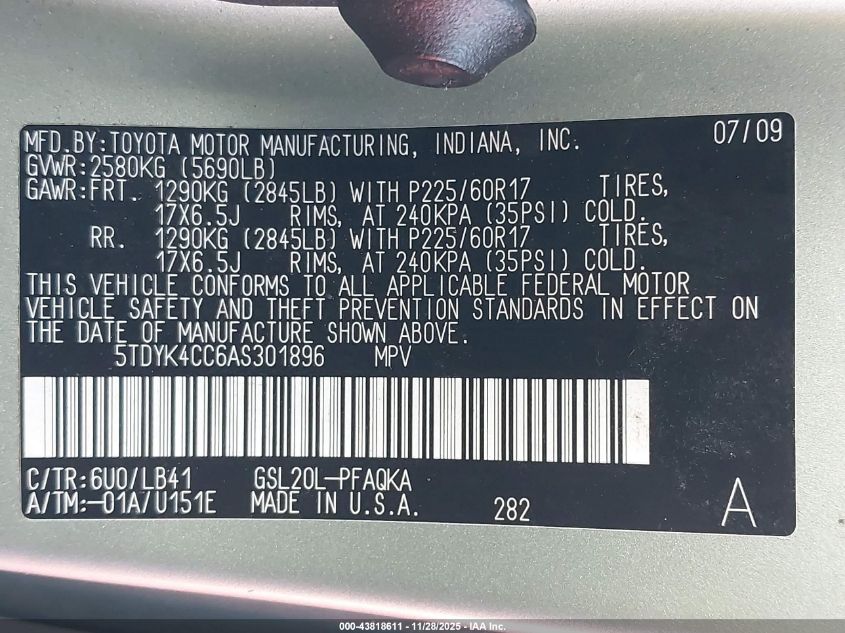 MFD.BY:TOYOTA MOTOR MANUFACTURING, INDIANA, INC. 07/09
GVWR:2580KG (5690LB)
GAWR:FRT. 1290KG (2845LB) WITH P225/60R17 TIRES,
17X6.5J RIMS, AT 240KPA (35PSI) COLD.
RR. 1290KG (2845LB) WITH P225/60R17 TIRES,
17X6.5J RIMS, AT 240KPA (35PSI) COLD.
THIS VEHICLE CONFORMS TO ALL APPLICABLE FEDERAL MOTOR
VEHICLE SAFETY AND THEFT PREVENTION STANDARDS IN EFFECT ON
THE DATE OF MANUFACTURE SHOWN ABOVE.
5TDYK4CC6AS301896 MPV
C/TR:6U0/LB41 GSL20L-PFAQKA
A/TM:-01A/U151E MADE IN U.S.A. 282 A
000-43818611 - 11/28/2025 - IAA Inc.